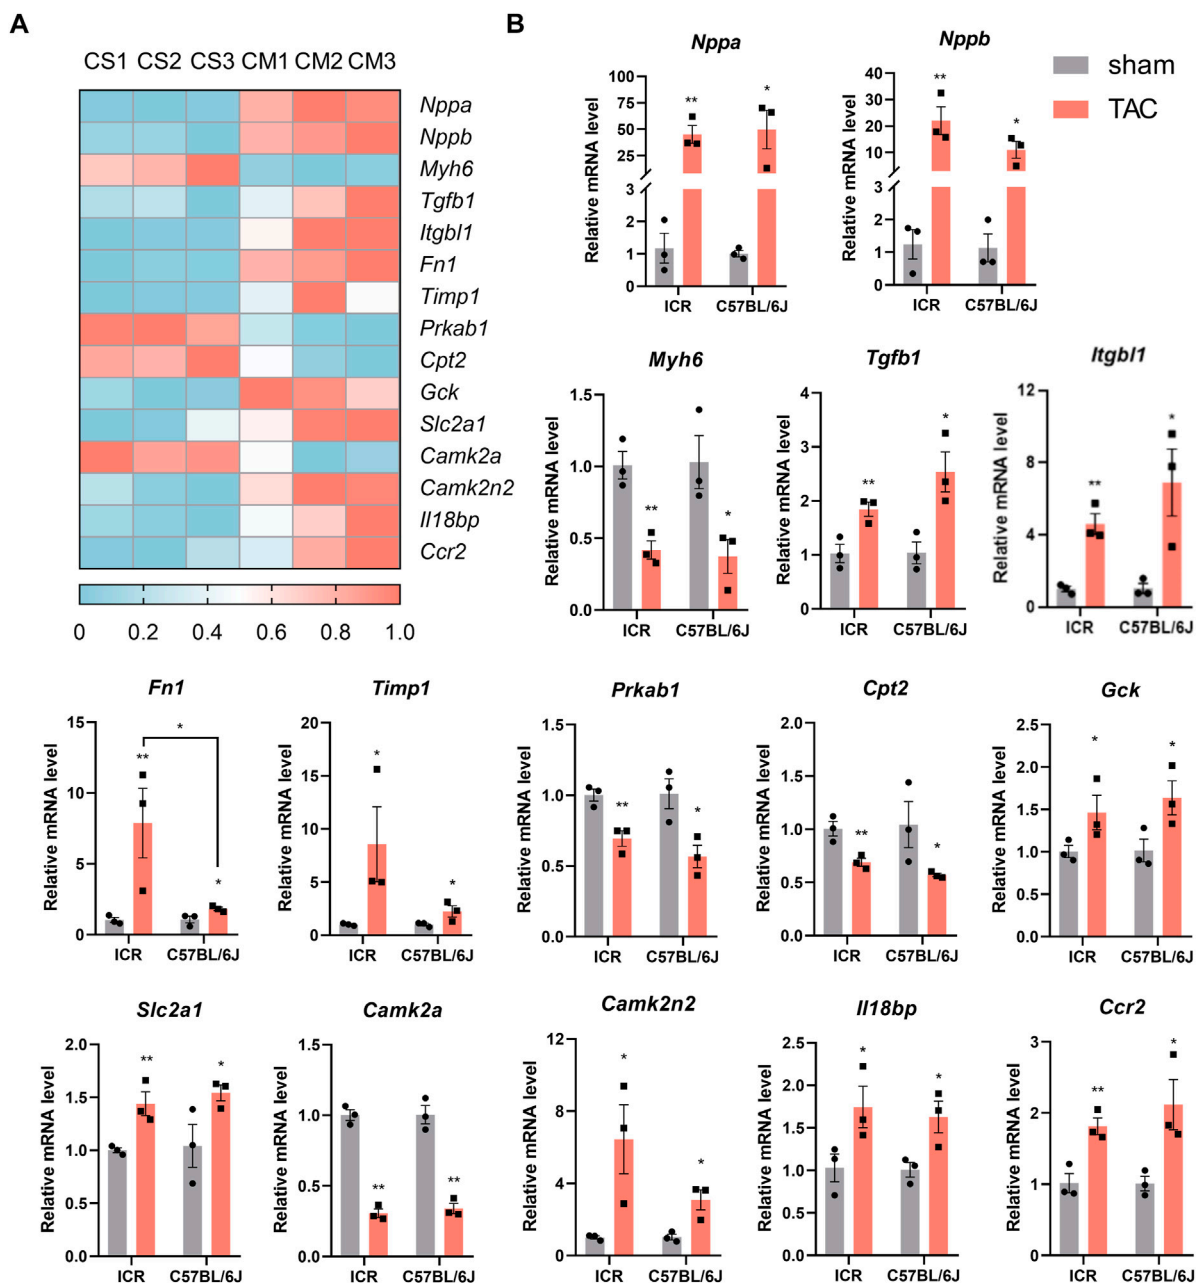 A
B
CS1 CS2 CS3 CM1 CM2 CM3
Nppa
Nppb
Myh6
Tgfb1
Itgbl1
Fn1
Timp1
Prkab1
Cpt2
Gck
Slc2a1
Camk2a
Camk2n2
Il18bp
Ccr2
0 0.2 0.4 0.6 0.8 1.0
sham
TAC
Nppa
Relative mRNA level
100
75
50
25
3
2
1
0
** *
ICR C57BL/6J
Nppb
Relative mRNA level
40
30
20
10
3
2
1
0
** *
ICR C57BL/6J
Myh6
Relative mRNA level
1.5
1.0
0.5
0.0
** *
ICR C57BL/6J
Tgfb1
Relative mRNA level
4
3
2
1
0
** *
ICR C57BL/6J
Itgbl1
Relative mRNA level
12
8
4
0
** *
ICR C57BL/6J
Fn1
Relative mRNA level
15
10
5
0
*
** *
ICR C57BL/6J
Timp1
Relative mRNA level
20
15
10
5
0
* *
ICR C57BL/6J
Prkab1
Relative mRNA level
1.5
1.0
0.5
0.0
** *
ICR C57BL/6J
Cpt2
Relative mRNA level
2.0
1.5
1.0
0.5
0.0
** *
ICR C57BL/6J
Gck
Relative mRNA level
2.5
2.0
1.5
1.0
0.5
0.0
* *
ICR C57BL/6J
Slc2a1
Relative mRNA level
2.0
1.5
1.0
0.5
0.0
** *
ICR C57BL/6J
Camk2a
Relative mRNA level
1.5
1.0
0.5
0.0
** **
ICR C57BL/6J
Camk2n2
Relative mRNA level
12
8
4
0
* *
ICR C57BL/6J
Il18bp
Relative mRNA level
2.5
2.0
1.5
1.0
0.5
0.0
* *
ICR C57BL/6J
Ccr2
Relative mRNA level
3
2
1
0
** *
ICR C57BL/6J